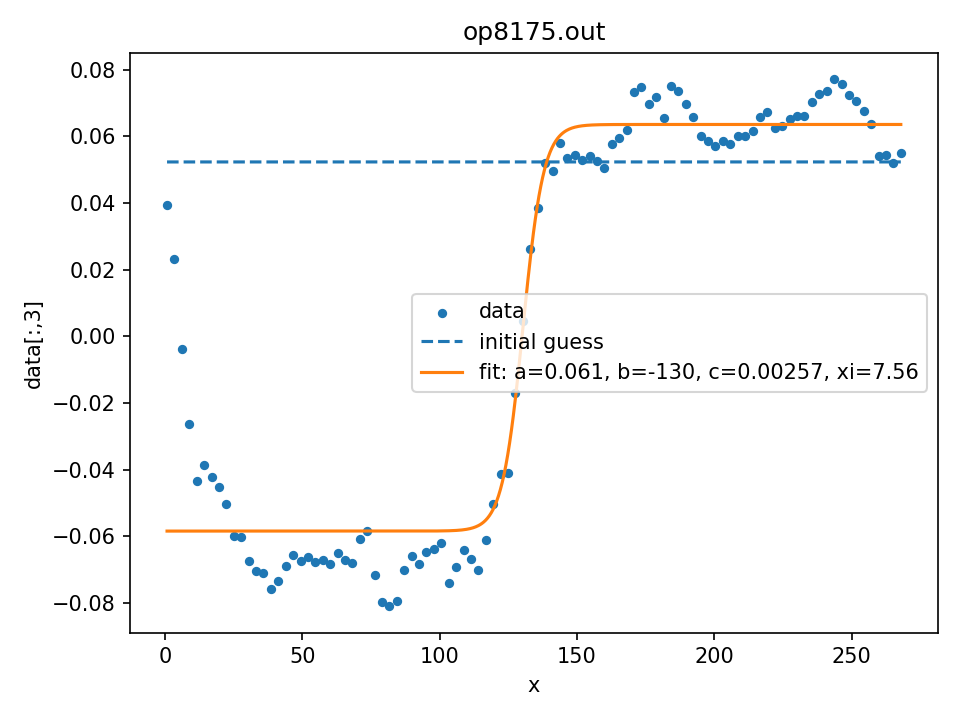 op8175.out
0.08
0.06
0.04
0.02
0.00
−0.02
−0.04
−0.06
−0.08
data[:,3]
data
initial guess
fit: a=0.061, b=-130, c=0.00257, xi=7.56
0 50 100 150 200 250
x